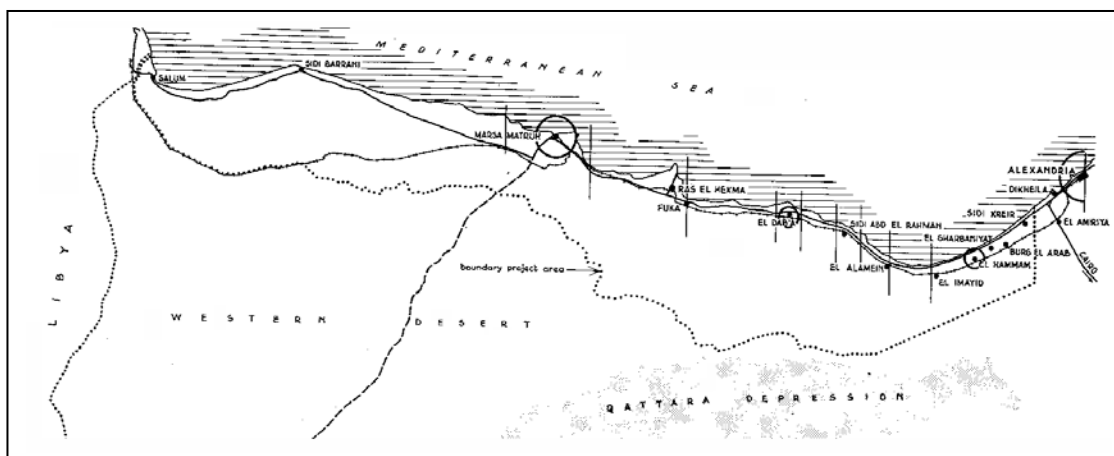 MEDITERRANEAN
SEA
SALUM
SIDI BARRANI
MARSA MATRUH
RAS EL HEKMA
FUKA
EL DAB'A
SIDI ABD EL RAHMAN
EL ALAMEIN
EL IMAYID
EL HAMMAM
EL GHARBANIYAT
BURG EL ARAB
SIDI KREIR
DIKHEILA
ALEXANDRIA
EL AMRIYA
CAIRO
boundary project area
LIBYA
WESTERN DESERT
QATTARA DEPRESSION